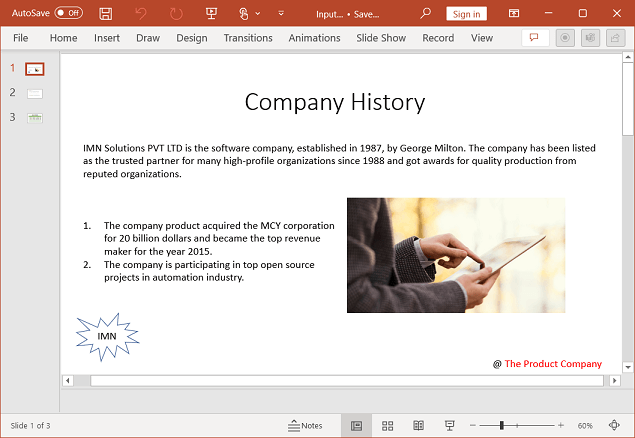 AutoSave Off Input... • Save... Sign in
File Home Insert Draw Design Transitions Animations Slide Show Record View
1
2
3
Company History
IMN Solutions PVT LTD is the software company, established in 1987, by George Milton. The company has been listed
as the trusted partner for many high-profile organizations since 1988 and got awards for quality production from
reputed organizations.
1. The company product acquired the MCY corporation
for 20 billion dollars and became the top revenue
maker for the year 2015.
2. The company is participating in top open source
projects in automation industry.
IMN
@ The Product Company
Slide 1 of 3 Notes 60%